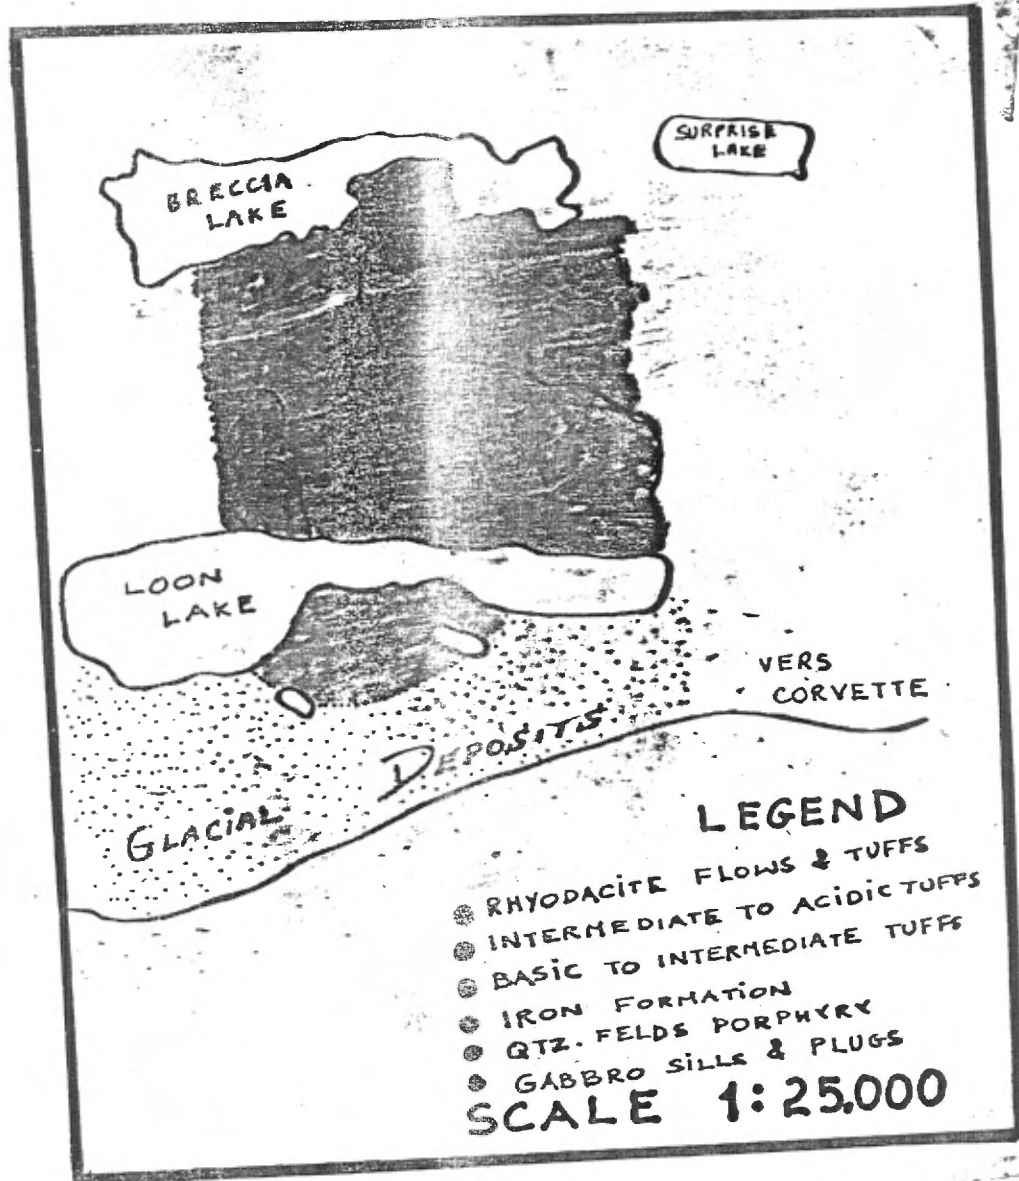 SURPRISE
LAKE
BRECCIA
LAKE
LOON
LAKE
VERS
CORVETTE
GLACIAL DEPOSITS
LEGEND
RHYODACITE FLOWS & TUFFS
INTERMEDIATE TO ACIDIC TUFFS
BASIC TO INTERMEDIATE TUFFS
IRON FORMATION
QTZ. FELDS PORPHYRY
GABBRO SILLS & PLUGS
SCALE 1:25,000